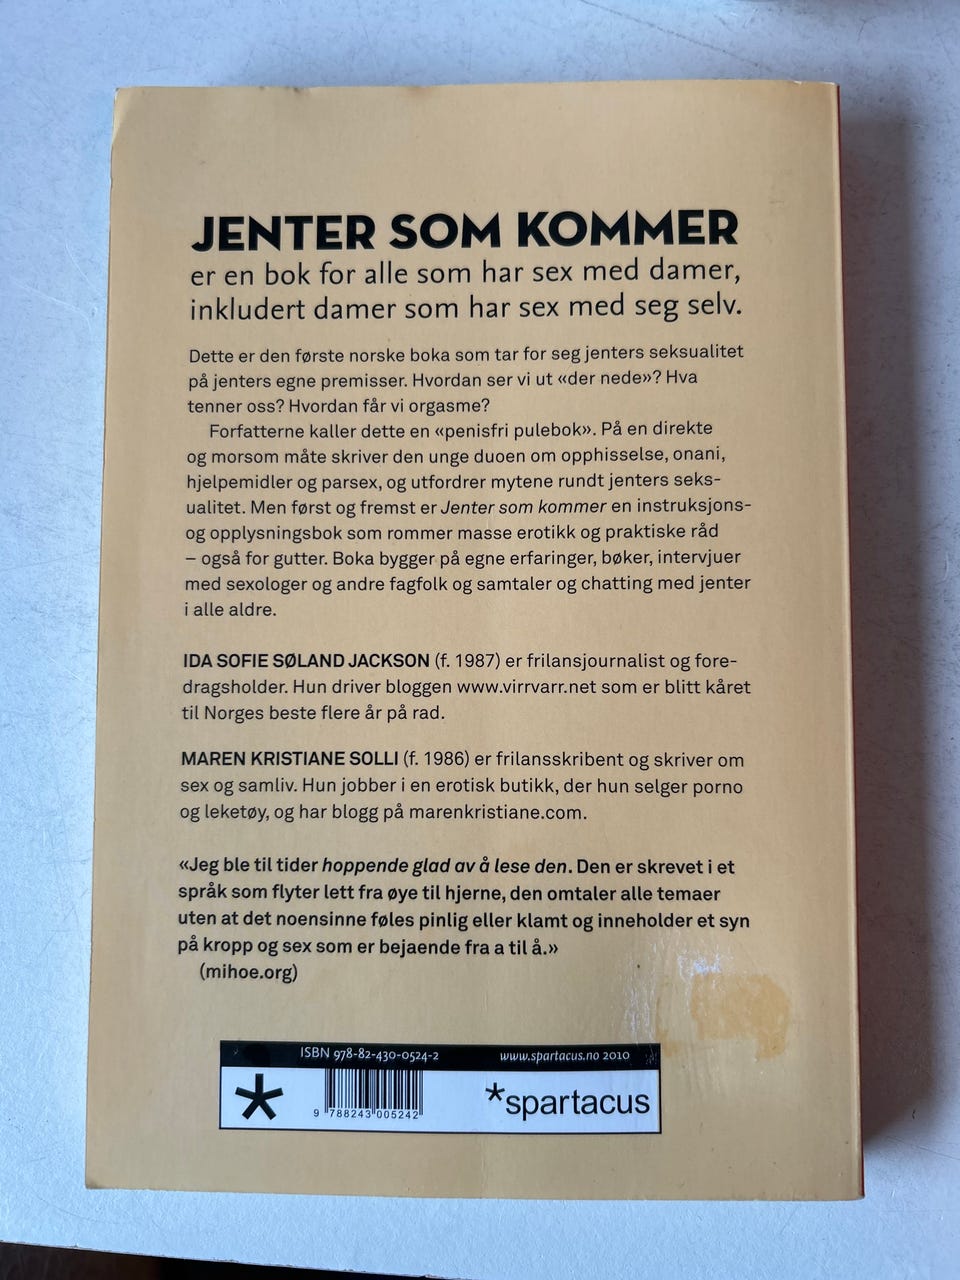 JENTER SOM KOMMER
er en bok for alle som har sex med damer,
inkludert damer som har sex med seg selv.
Dette er den første norske boka som tar for seg jenters seksualitet
på jenters egne premisser. Hvordan ser vi ut «der nede»? Hva
tenner oss? Hvordan får vi orgasme?
Forfatterne kaller dette en «penisfri pulebok». På en direkte
og morsom måte skriver den unge duoen om opphisselse, onani,
hjelpemidler og parsex, og utfordrer mytene rundt jenters seks-
ualitet. Men først og fremst er Jenter som kommer en instruksjons-
og opplysningsbok som rommer masse erotikk og praktiske råd
– også for gutter. Boka bygger på egne erfaringer, bøker, intervjuer
med sexologer og andre fagfolk og samtaler og chatting med jenter
i alle aldre.
IDA SOFIE SØLAND JACKSON (f. 1987) er frilansjournalist og fore-
dragsholder. Hun driver bloggen www.virrvarr.net som er blitt kåret
til Norges beste flere år på rad.
MAREN KRISTIANE SOLLI (f. 1986) er frilansskribent og skriver om
sex og samliv. Hun jobber i en erotisk butikk, der hun selger porno
og leketøy, og har blogg på marenkristiane.com.
«Jeg ble til tider hoppende glad av å lese den. Den er skrevet i et
språk som flyter lett fra øye til hjerne, den omtaler alle temaer
uten at det noensinne føles pinlig eller klamt og inneholder et syn
på kropp og sex som er bejaende fra a til å.»
(mihoe.org)
ISBN 978-82-430-0524-2 www.spartacus.no 2010
*spartacus
9 788243 005242